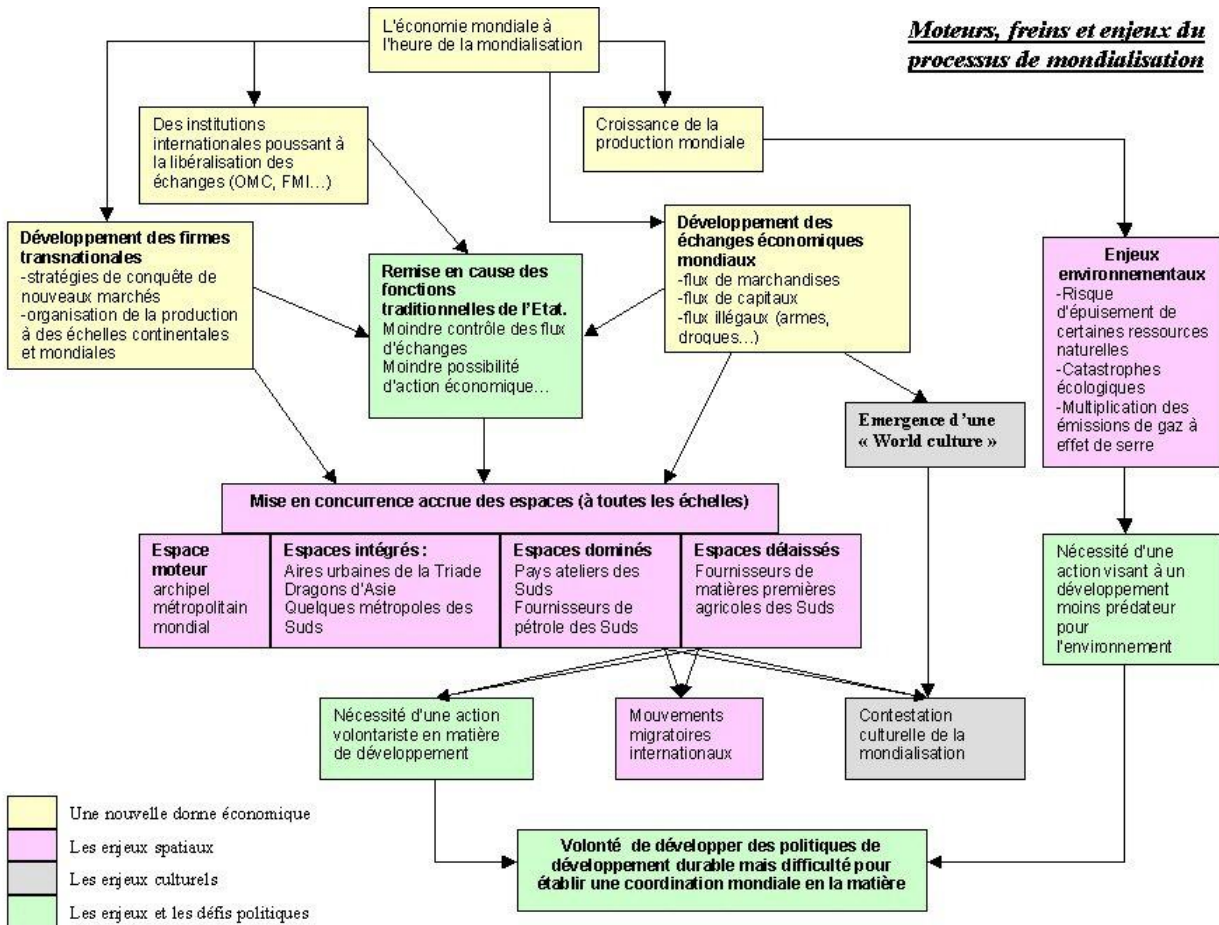 L'économie mondiale à
l'heure de la mondialisation
Moteurs, freins et enjeux du
processus de mondialisation
Des institutions
internationales poussant à
la libéralisation des
échanges (OMC, FMI…)
Croissance de la
production mondiale
Développement des firmes
transnationales
-stratégies de conquête de
nouveaux marchés
-organisation de la production
à des échelles continentales
et mondiales
Remise en cause des
fonctions
traditionnelles de l'Etat.
Moindre contrôle des flux
d'échanges
Moindre possibilité
d'action économique…
Développement des
échanges économiques
mondiaux
-flux de marchandises
-flux de capitaux
-flux illégaux (armes,
droques…)
Enjeux
environnementaux
-Risque
d'épuisement de
certaines ressources
naturelles
-Catastrophes
écologiques
-Multiplication des
émissions de gaz à
effet de serre
Emergence d'une
« World culture »
Mise en concurrence accrue des espaces (à toutes les échelles)
Espace
moteur
archipel
métropolitain
mondial
Espaces intégrés :
Aires urbaines de la Triade
Dragons d'Asie
Quelques métropoles des
Suds
Espaces dominés
Pays ateliers des
Suds
Fournisseurs de
pétrole des Suds
Espaces délaissés
Fournisseurs de
matières premières
agricoles des Suds
Nécessité d'une
action visant à un
développement
moins prédateur
pour
l'environnement
Nécessité d'une action
volontariste en matière
de développement
Mouvements
migratoires
internationaux
Contestation
culturelle de la
mondialisation
Volonté de développer des politiques de
développement durable mais difficulté pour
établir une coordination mondiale en la matière
Une nouvelle donne économique
Les enjeux spatiaux
Les enjeux culturels
Les enjeux et les défis politiques